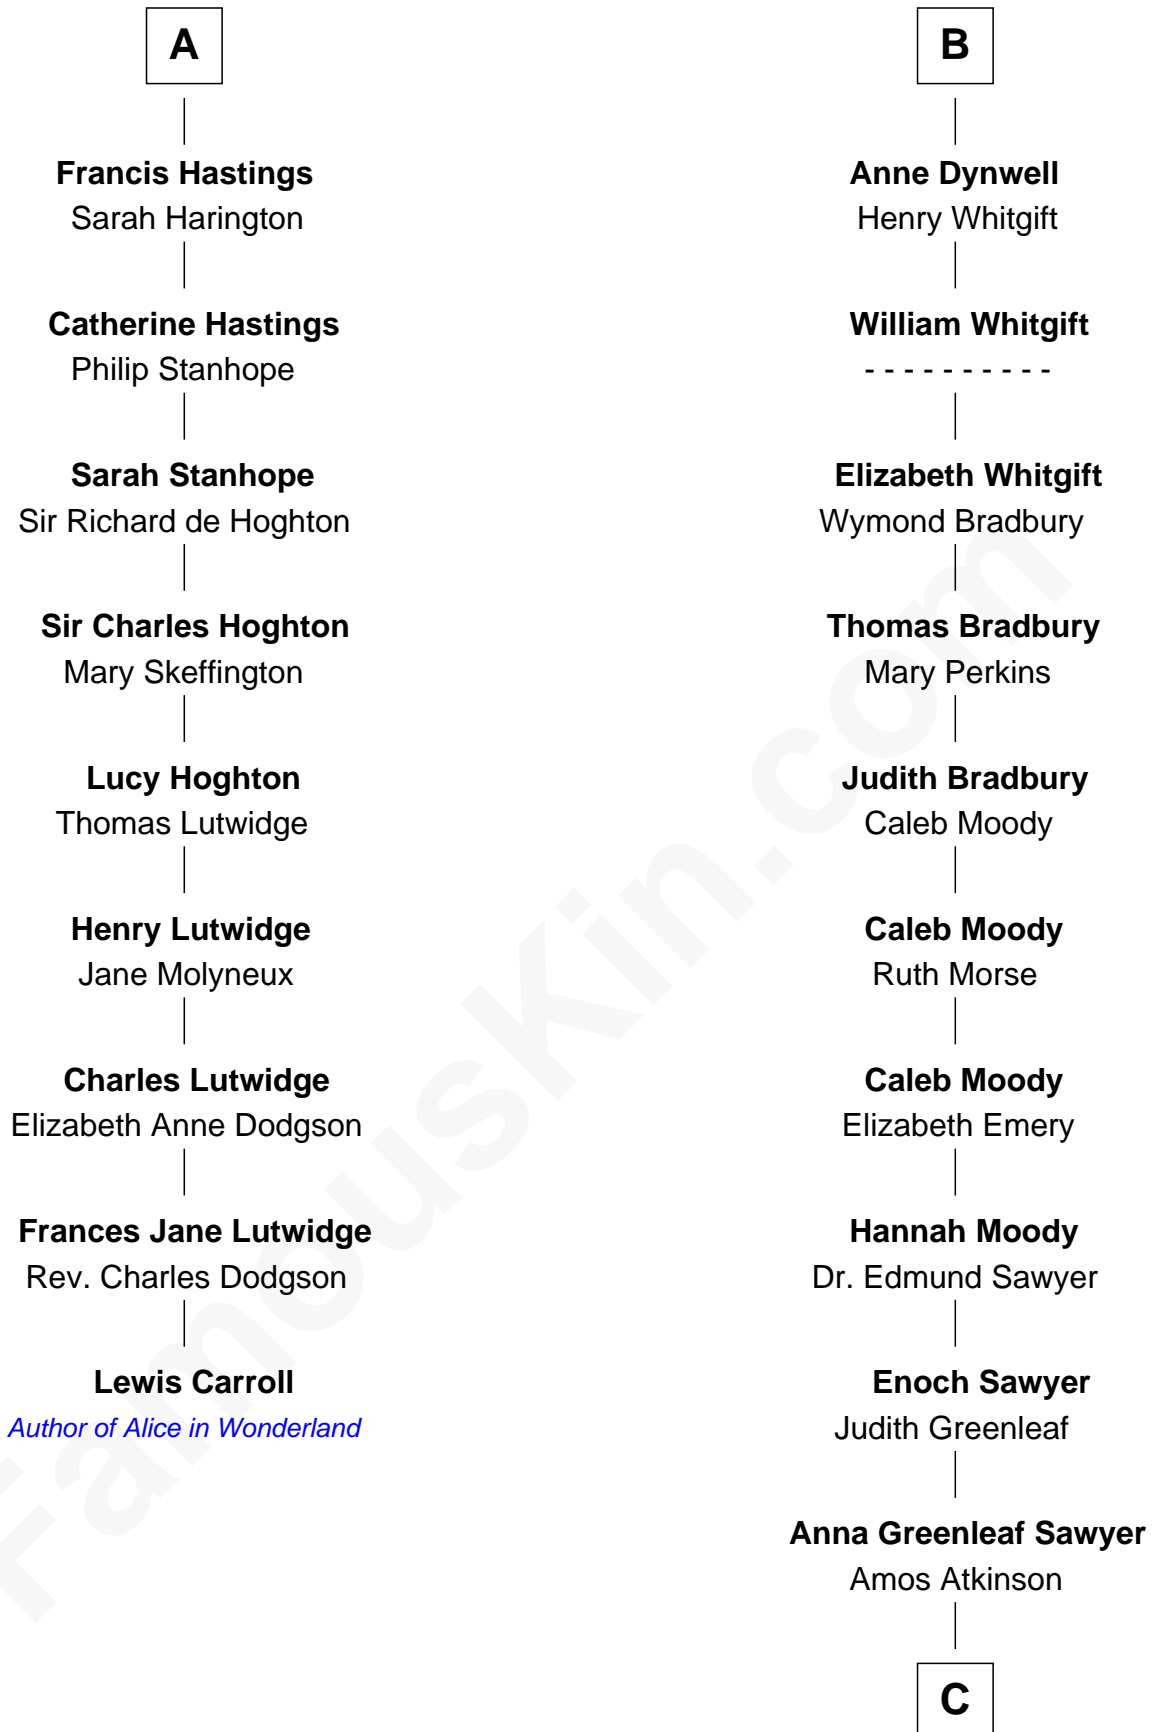 A
Francis Hastings
Sarah Harington
Catherine Hastings
Philip Stanhope
Sarah Stanhope
Sir Richard de Hoghton
Sir Charles Hoghton
Mary Skeffington
Lucy Hoghton
Thomas Lutwidge
Henry Lutwidge
Jane Molyneux
Charles Lutwidge
Elizabeth Anne Dodgson
Frances Jane Lutwidge
Rev. Charles Dodgson
Lewis Carroll
Author of Alice in Wonderland
B
Anne Dynwell
Henry Whitgift
William Whitgift
- - - - - - - - - -
Elizabeth Whitgift
Wymond Bradbury
Thomas Bradbury
Mary Perkins
Judith Bradbury
Caleb Moody
Caleb Moody
Ruth Morse
Caleb Moody
Elizabeth Emery
Hannah Moody
Dr. Edmund Sawyer
Enoch Sawyer
Judith Greenleaf
Anna Greenleaf Sawyer
Amos Atkinson
C
FamousKin.com